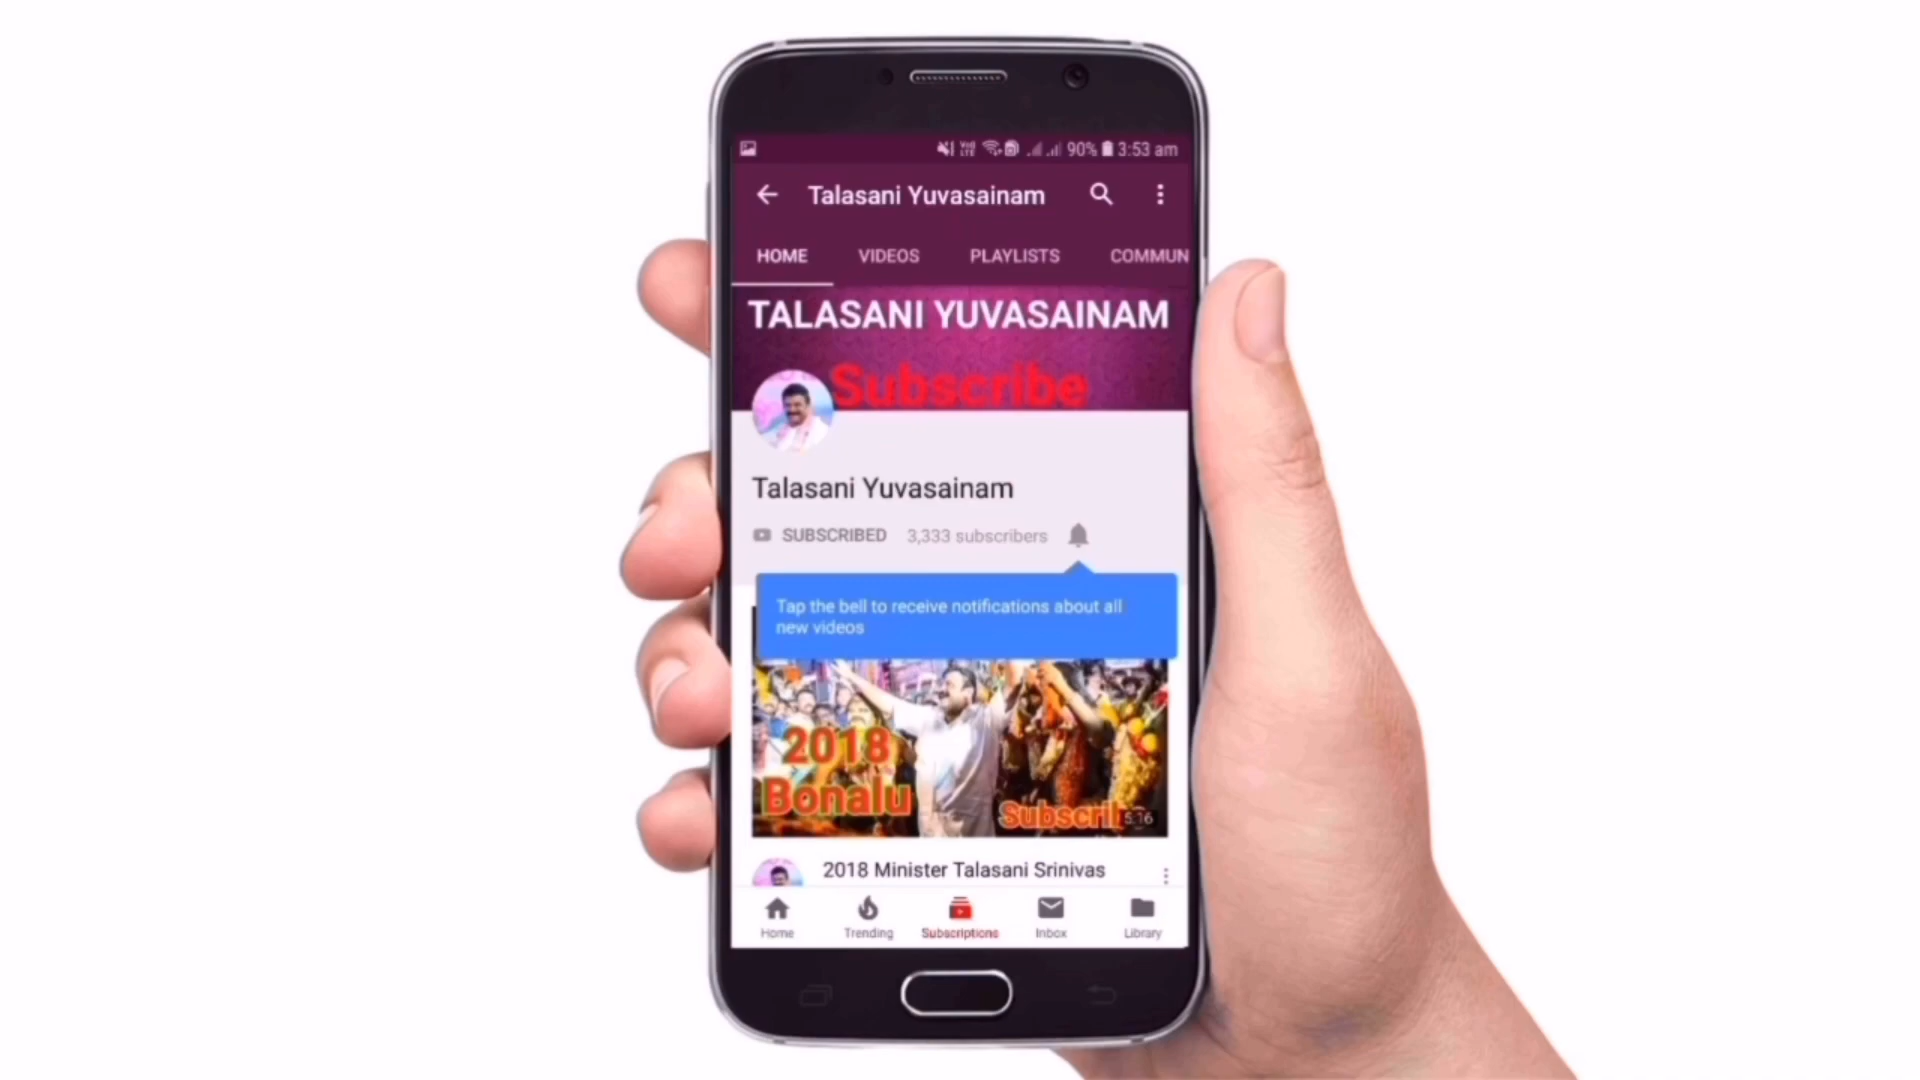 90% 3:53 am
Talasani Yuvasainam
HOME VIDEOS PLAYLISTS COMMUN
TALASANI YUVASAINAM
Subscribe
Talasani Yuvasainam
SUBSCRIBED 3,333 subscribers
Tap the bell to receive notifications about all
new videos
2018
Bonalu
Subscrib
5:16
2018 Minister Talasani Srinivas
Home Trending Subscriptions Inbox Library